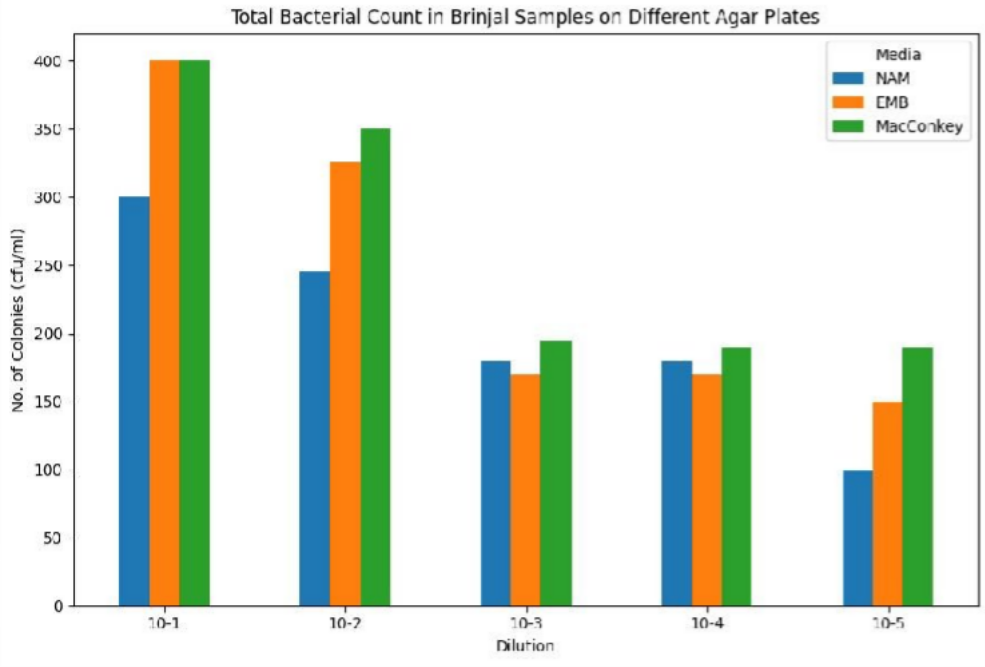 Total Bacterial Count in Brinjal Samples on Different Agar Plates
Media
NAM
EMB
MacConkey
No. of Colonies (cfu/ml)
400
350
300
250
200
150
100
50
0
10-1 10-2 10-3 10-4 10-5
Dilution